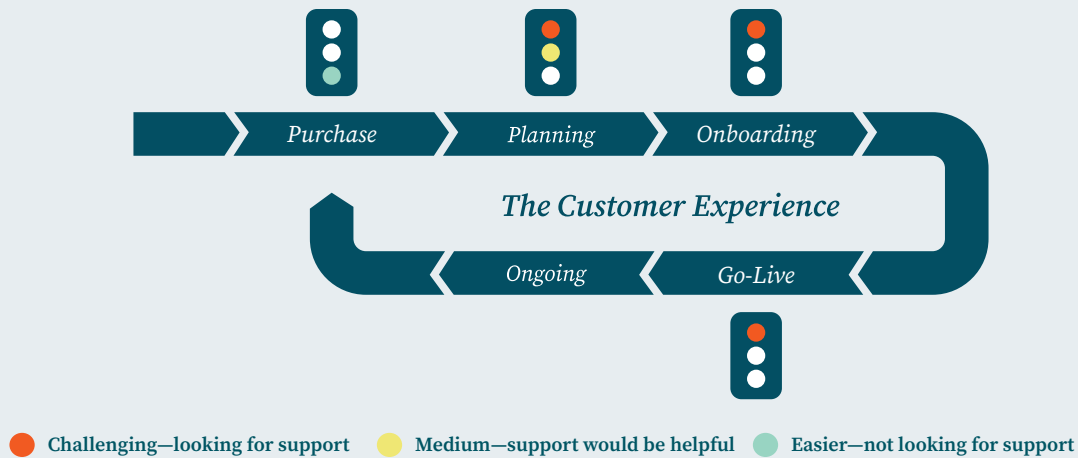 Purchase
Planning
Onboarding
The Customer Experience
Ongoing
Go-Live
Challenging—looking for support
Medium—support would be helpful
Easier—not looking for support